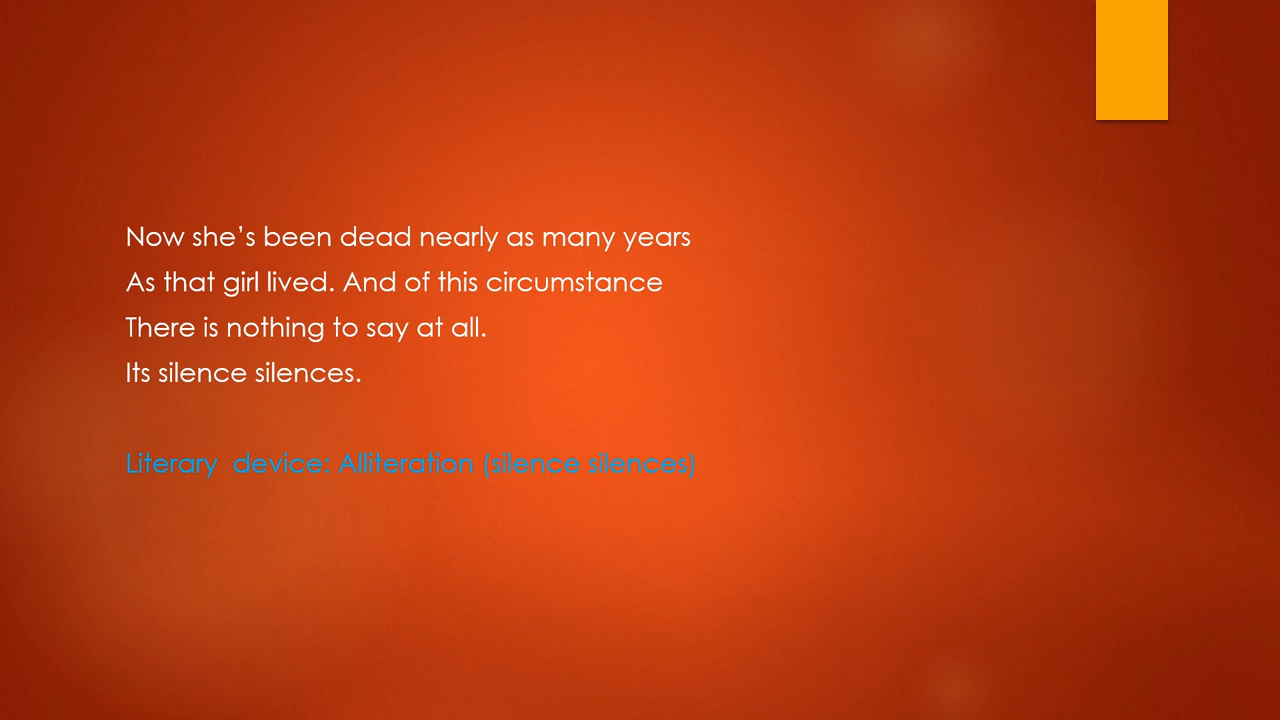 Now she's been dead nearly as many years
As that girl lived. And of this circumstance
There is nothing to say at all.
Its silence silences.
Literary  device: Alliteration (silence silences)